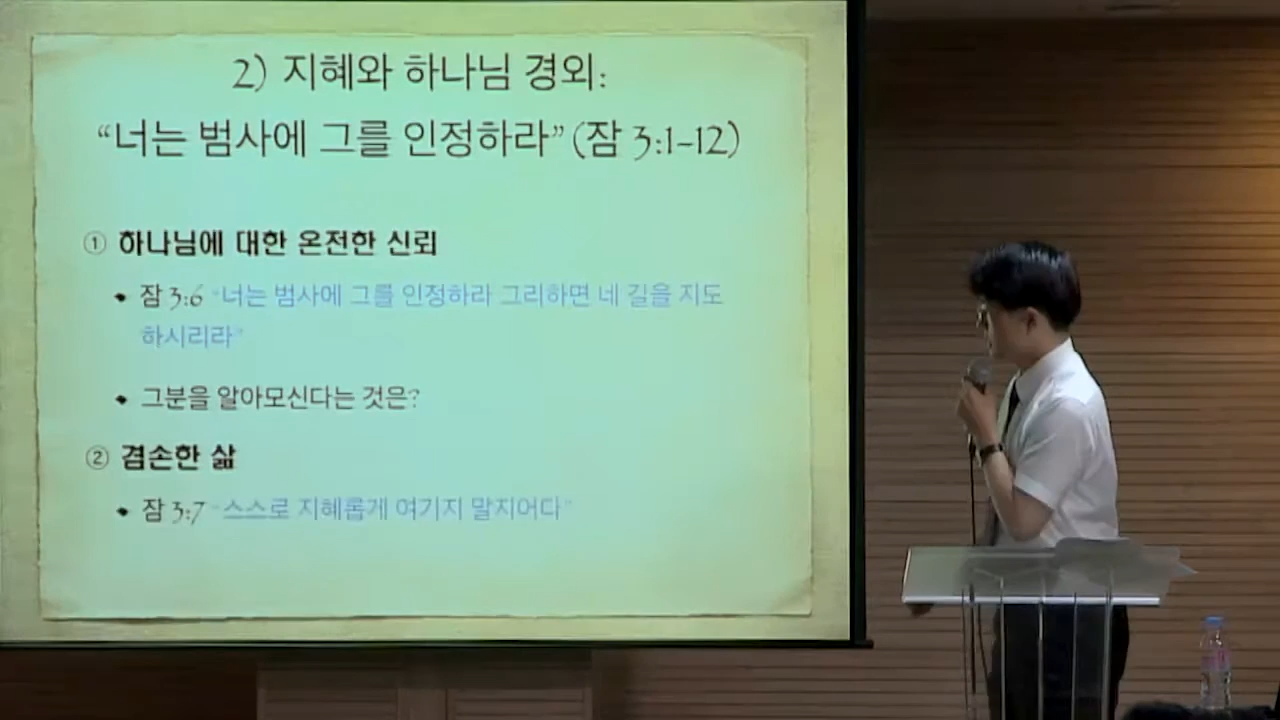 2) 지혜와 하나님 경외:
“너는 범사에 그를 인정하라” (잠 3:1-12)
① 하나님에 대한 온전한 신뢰
• 잠 3:6 “너는 범사에 그를 인정하라 그리하면 네 길을 지도
하시리라”
• 그분을 알아모신다는 것은?
② 겸손한 삶
• 잠 3:7 “스스로 지혜롭게 여기지 말지어다”